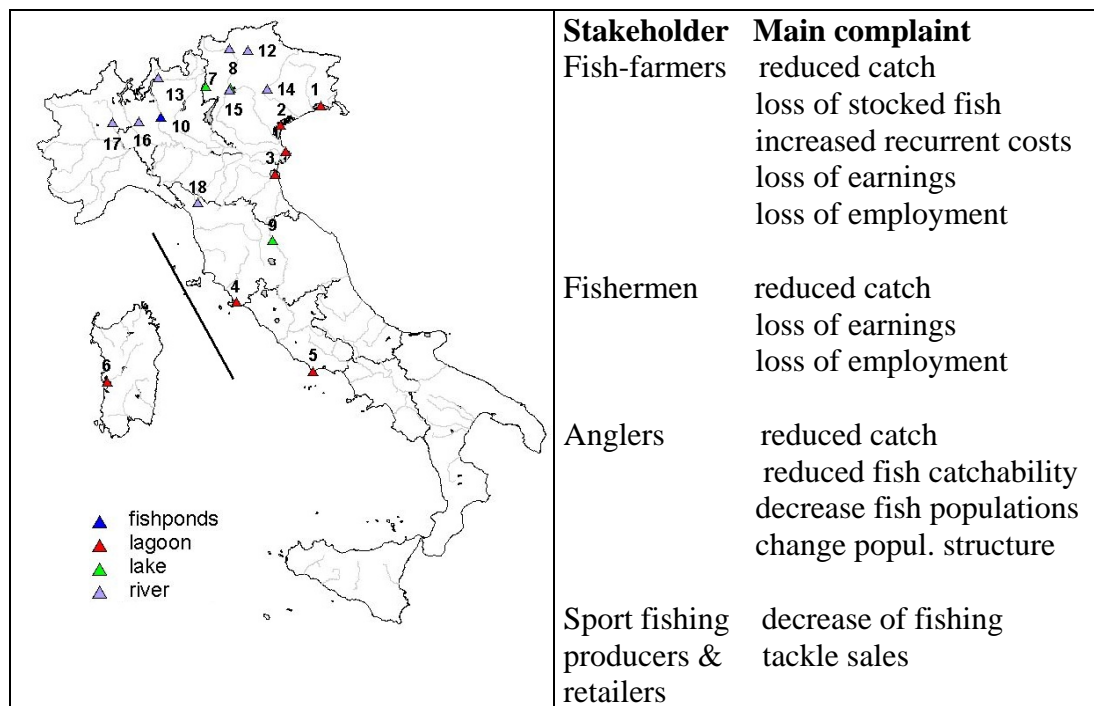 12
8
7
14
1
13
15
2
10
17
16
3
18
9
4
5
6
fishponds
lagoon
lake
river
Stakeholder Main complaint
Fish-farmers reduced catch
loss of stocked fish
increased recurrent costs
loss of earnings
loss of employment
Fishermen reduced catch
loss of earnings
loss of employment
Anglers reduced catch
reduced fish catchability
decrease fish populations
change popul. structure
Sport fishing decrease of fishing
producers & tackle sales
retailers